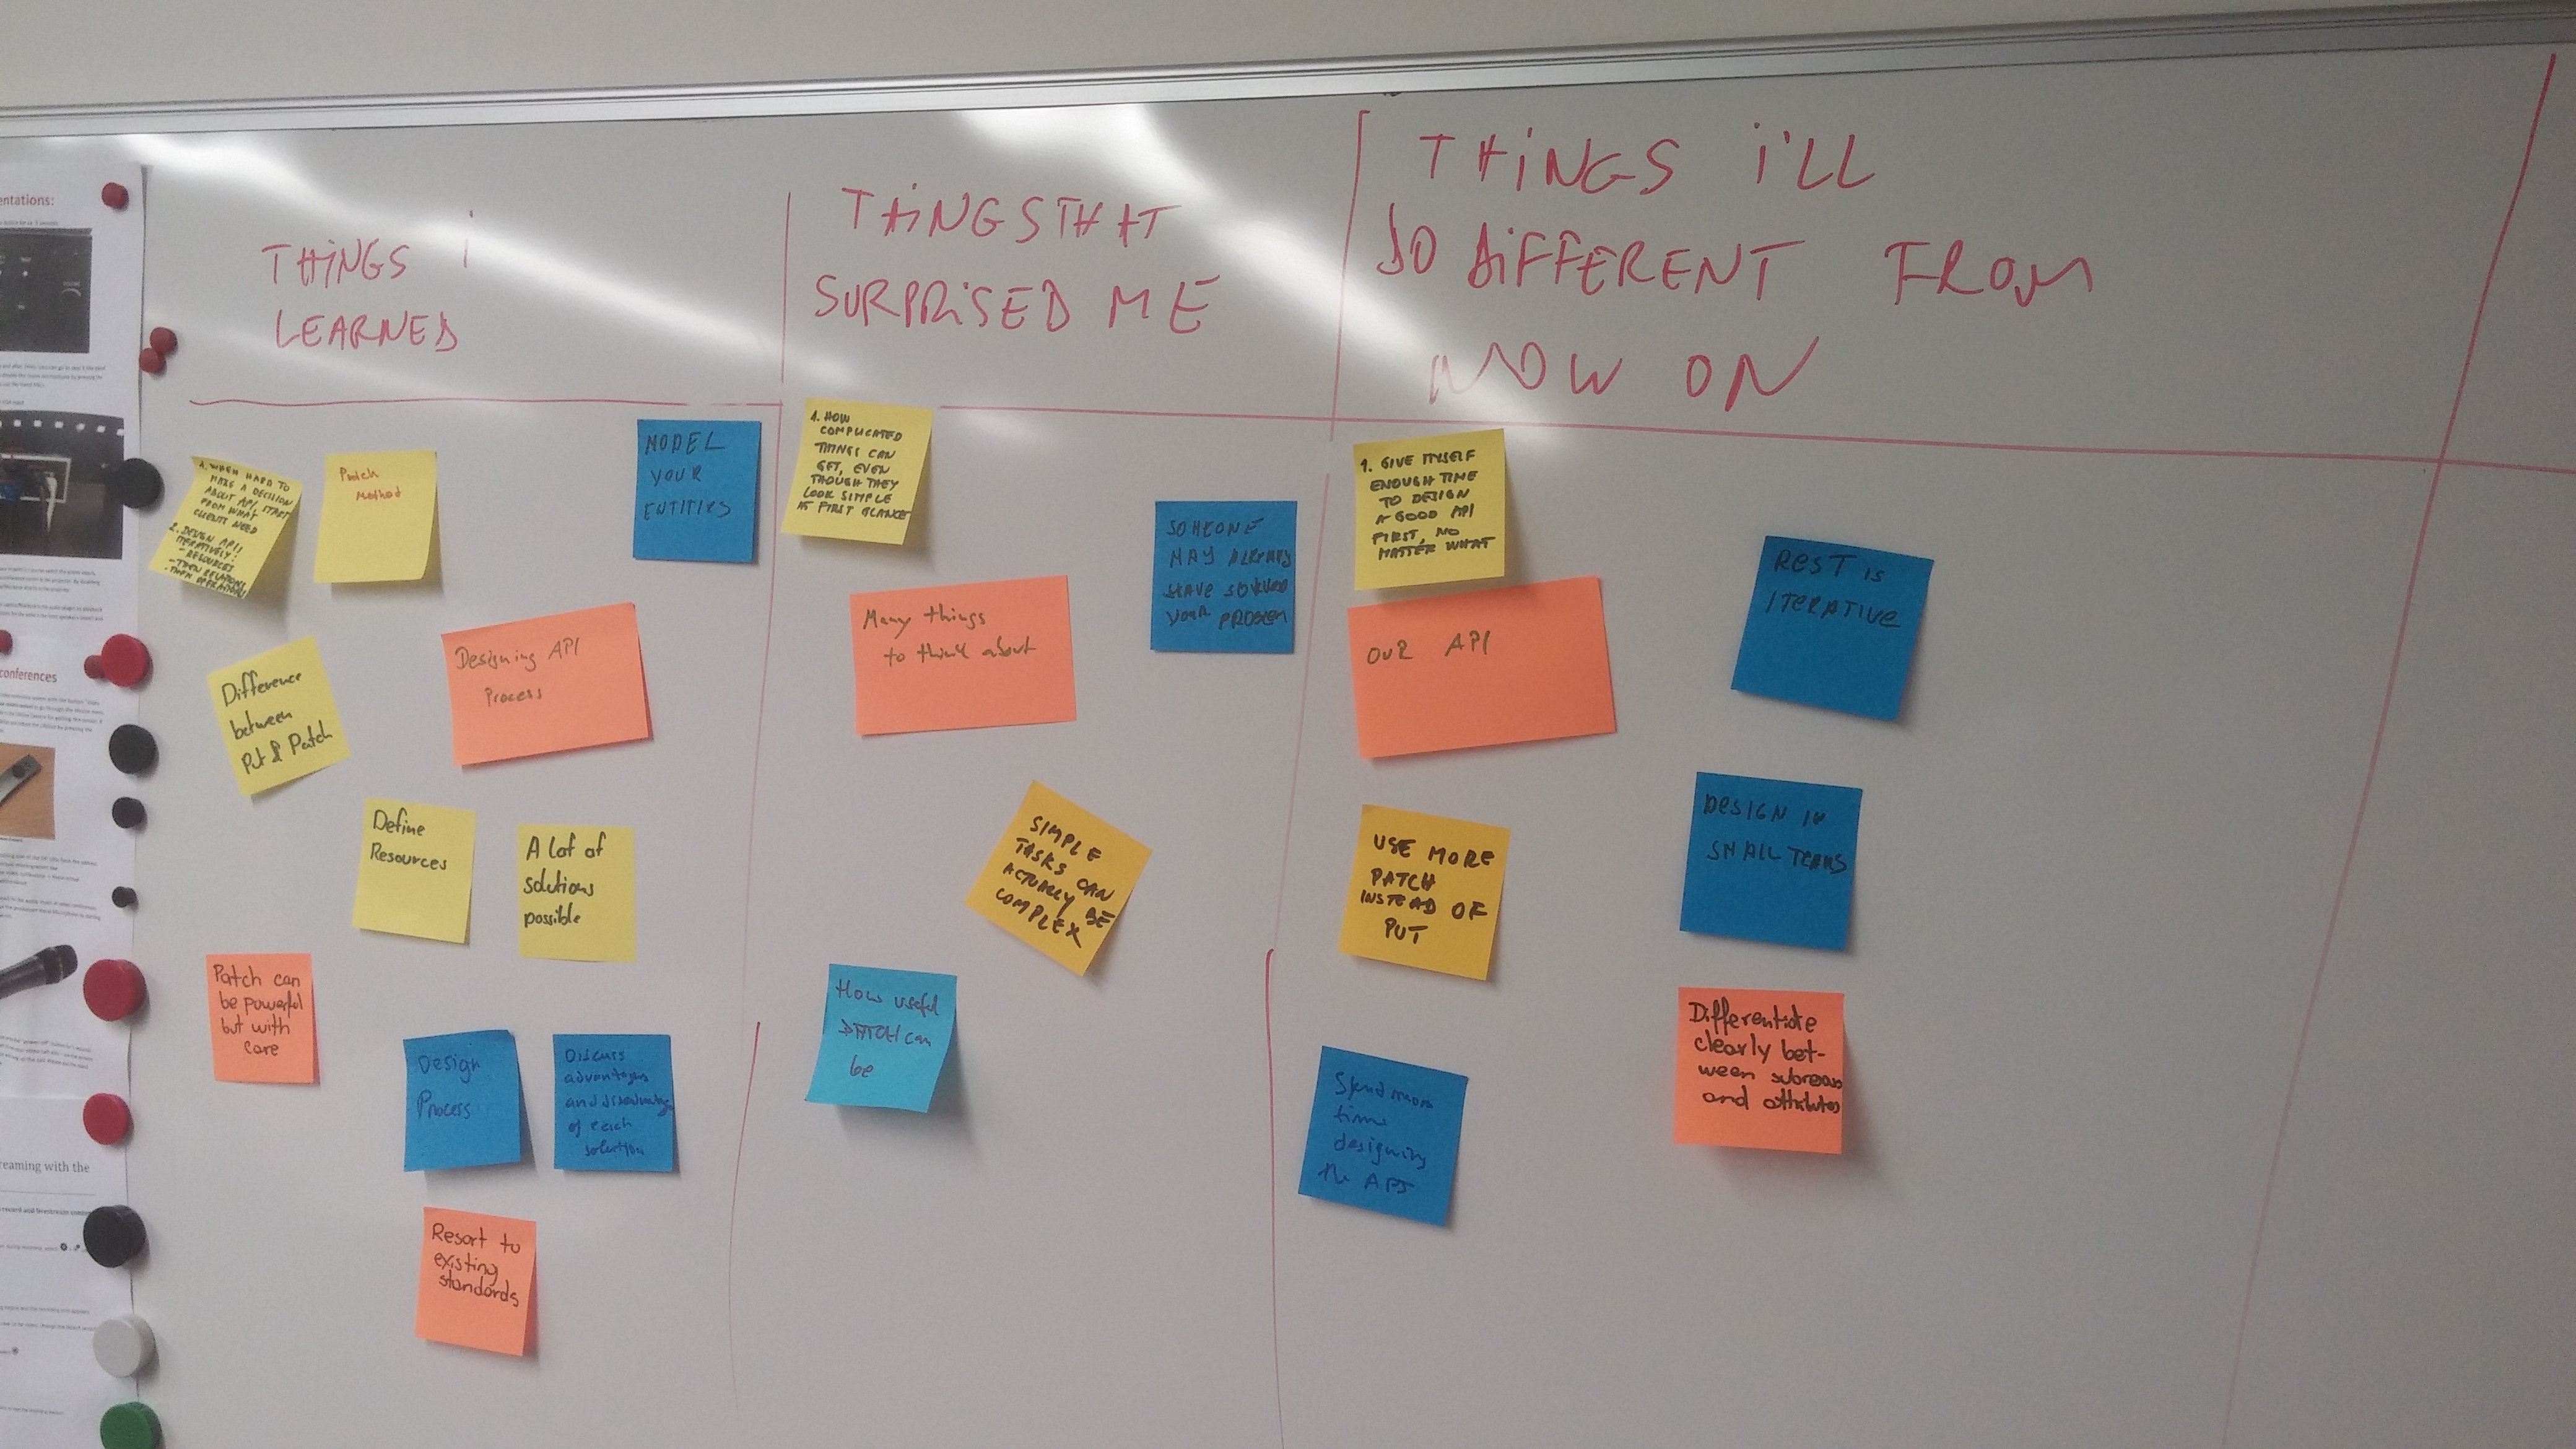 THINGS I
LEARNED
THINGS THAT
SURPRISED ME
THINGS I'LL
DO DIFFERENT FROM
NOW ON
1. WHEN HARD TO
MAKE A DECISION
ABOUT API, START
FROM WHAT
CLIENTS NEED
2. DESIGN API
ITERATIVELY:
- RESOURCES
- THEN RELATIONS
- THEN OPERATIONS
Patch
Method
MODEL
YOUR
ENTITIES
Difference
between
Put & Patch
Designing API
Process
Define
Resources
A lot of
solutions
possible
Patch can
be powerful
but with
care
Design
Process
Discuss
advantages
and disadvantages
of each
solution
Resort to
existing
standards
1. HOW
COMPLICATED
THINGS CAN
GET, EVEN
THOUGH THEY
LOOK SIMPLE
AT FIRST GLANCE
SOMEONE
MAY ALREADY
HAVE SOLVED
YOUR PROBLEM
Many things
to think about
SIMPLE
TASKS CAN
ACTUALLY BE
COMPLEX
How useful
PATCH can
be
1. GIVE MYSELF
ENOUGH TIME
TO DESIGN
A GOOD API
FIRST, NO
MATTER WHAT
OUR API
REST IS
ITERATIVE
USE MORE
PATCH
INSTEAD OF
PUT
DESIGN IN
SMALL TEAMS
Spend more
time
designing
the API
Differentiate
clearly bet-
ween
and attributes
entations:
conferences
reaming with the